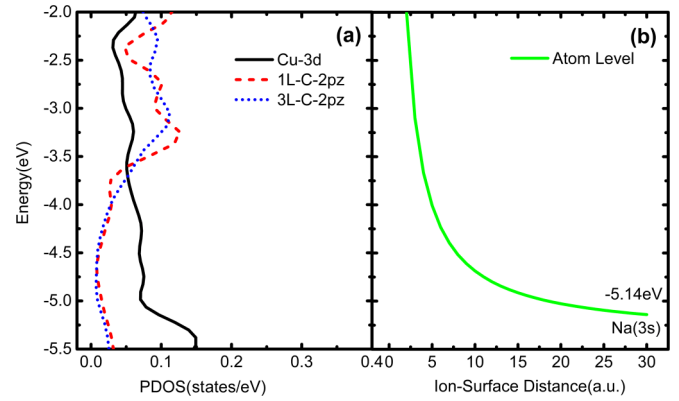 (a)
(b)
-2.0
-2.5
-3.0
-3.5
-4.0
-4.5
-5.0
-5.5
Energy(eV)
Cu-3d
1L-C-2pz
3L-C-2pz
Atom Level
-5.14eV
Na(3s)
0.0 0.1 0.2 0.3 0.4
0 5 10 15 20 25 30
PDOS(states/eV)
Ion-Surface Distance(a.u.)